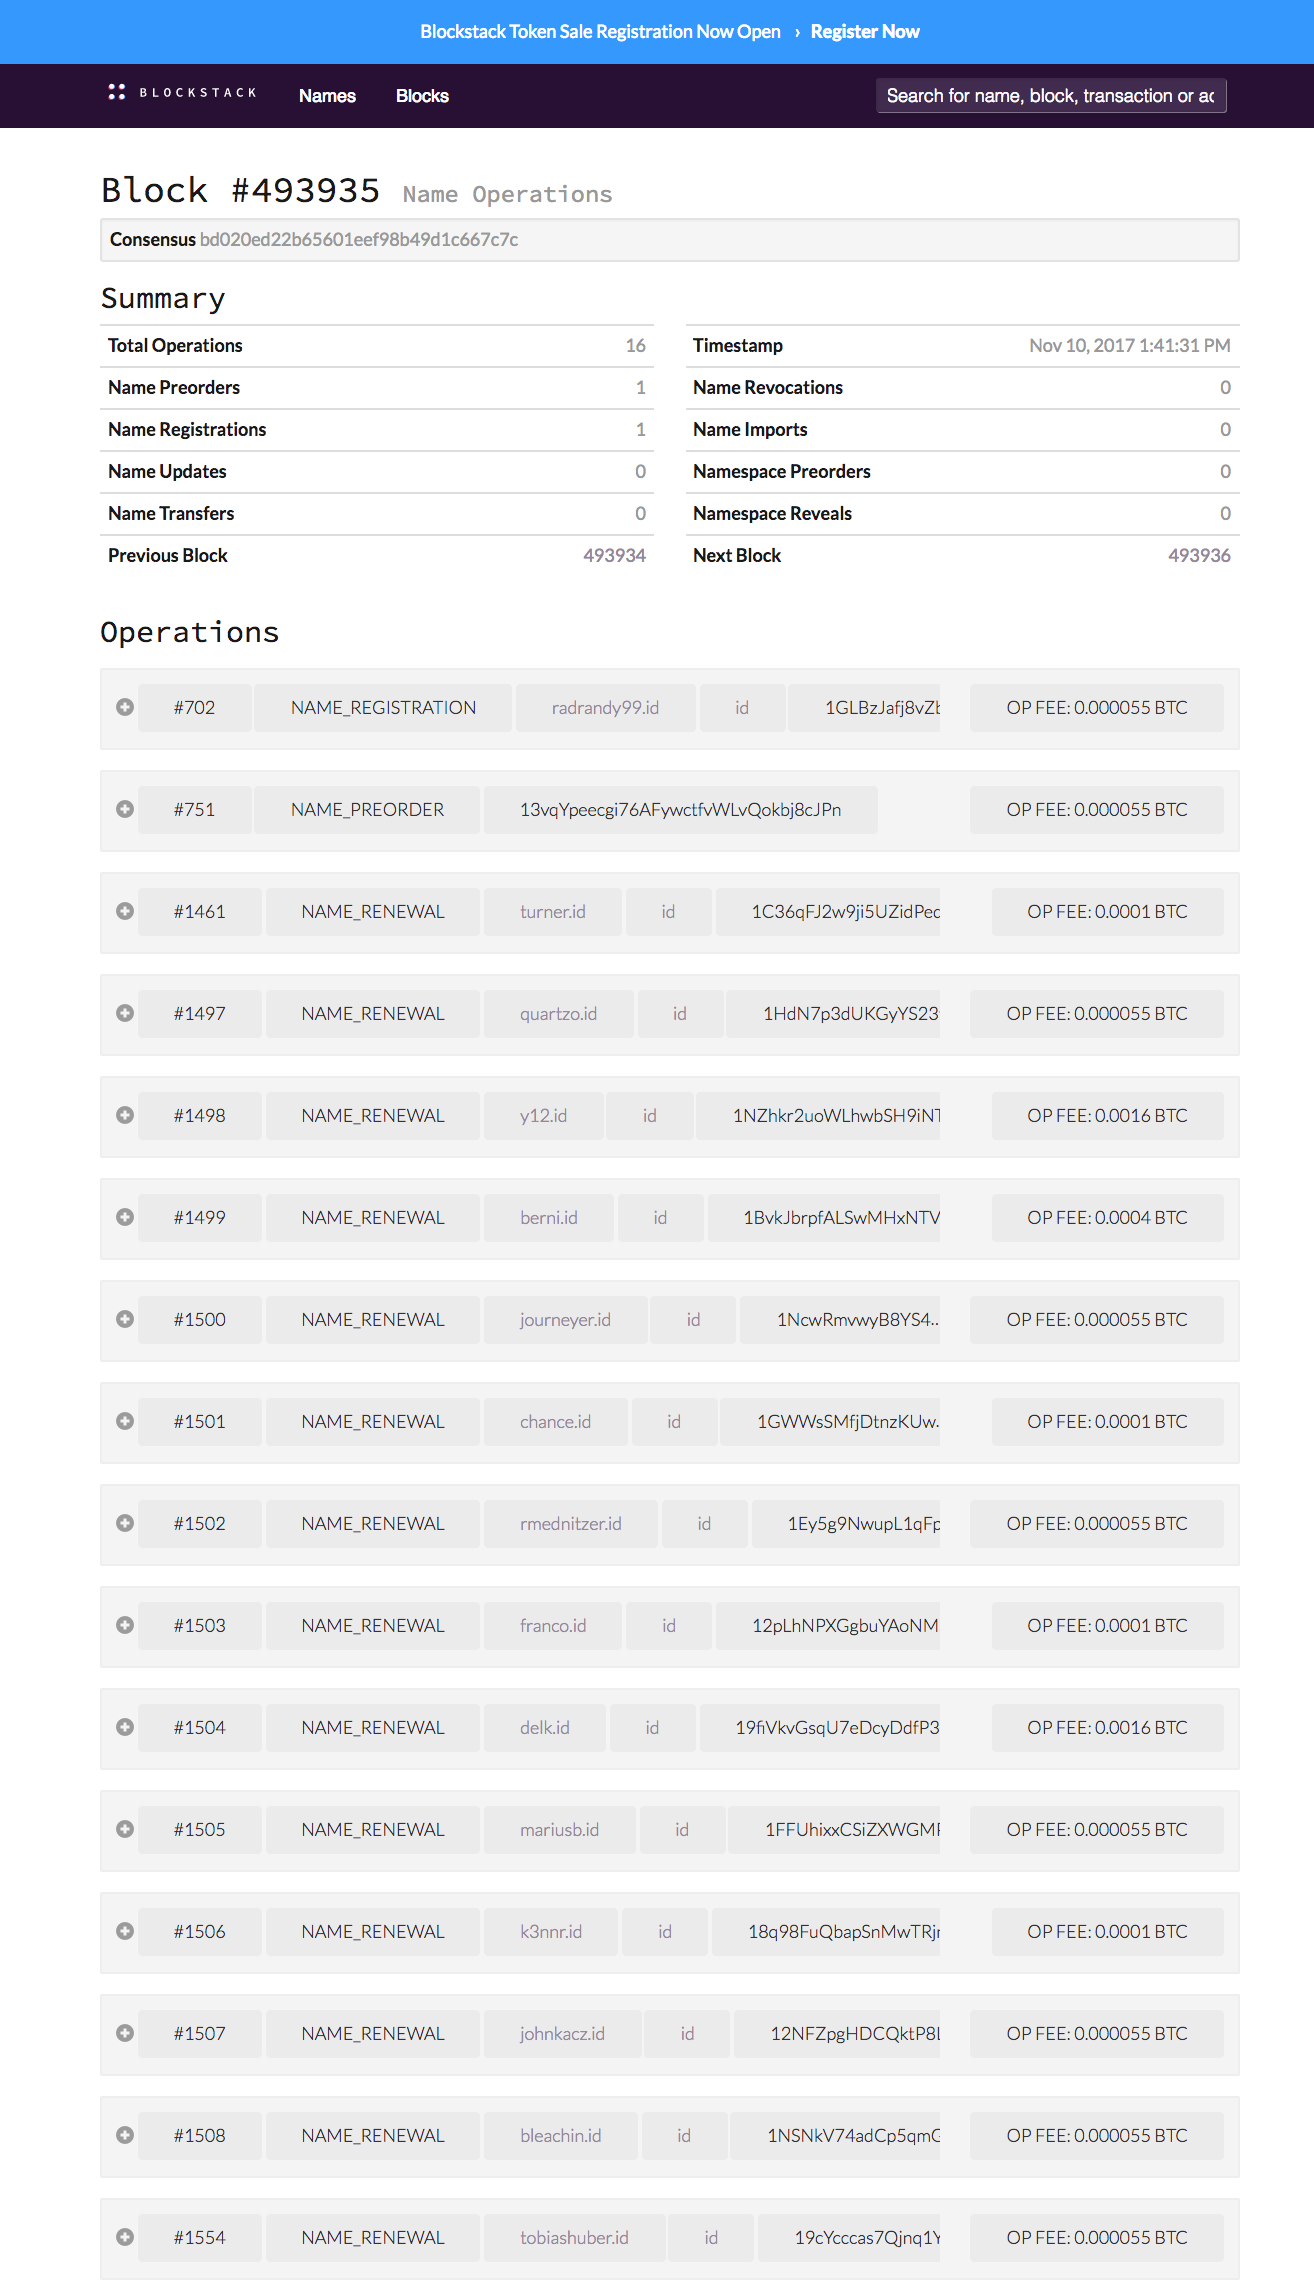 Blockstack Token Sale Registration Now Open › Register Now
BLOCKSTACK Names Blocks Search for name, block, transaction or ac
Block #493935 Name Operations
Consensus bd020ed22b65601eef98b49d1c667c7c
Summary
Total Operations 16 Timestamp Nov 10, 2017 1:41:31 PM
Name Preorders 1 Name Revocations 0
Name Registrations 1 Name Imports 0
Name Updates 0 Namespace Preorders 0
Name Transfers 0 Namespace Reveals 0
Previous Block 493934 Next Block 493936
Operations
#702 NAME_REGISTRATION radrandy99.id id 1GLBzJafj8vZb OP FEE: 0.000055 BTC
#751 NAME_PREORDER 13vqYpeecgi76AFywctfvWLvQokbj8cJPn OP FEE: 0.000055 BTC
#1461 NAME_RENEWAL turner.id id 1C36qFJ2w9ji5UZidPec OP FEE: 0.0001 BTC
#1497 NAME_RENEWAL quartzo.id id 1HdN7p3dUKGyYS23 OP FEE: 0.000055 BTC
#1498 NAME_RENEWAL y12.id id 1NZhkr2uoWLhwbSH9iNT OP FEE: 0.0016 BTC
#1499 NAME_RENEWAL berni.id id 1BvkJbrpfALSwMHxNTV OP FEE: 0.0004 BTC
#1500 NAME_RENEWAL journeyer.id id 1NcwRmvwyB8YS4.. OP FEE: 0.000055 BTC
#1501 NAME_RENEWAL chance.id id 1GWWsSMfjDtnzKUw. OP FEE: 0.0001 BTC
#1502 NAME_RENEWAL rmednitzer.id id 1Ey5g9NwupL1qFp OP FEE: 0.000055 BTC
#1503 NAME_RENEWAL franco.id id 12pLhNPXGgbuYAoNM OP FEE: 0.0001 BTC
#1504 NAME_RENEWAL delk.id id 19fiVkvGsqU7eDcyDdfP3 OP FEE: 0.0016 BTC
#1505 NAME_RENEWAL mariusb.id id 1FFUhixxCSiZXWGMF OP FEE: 0.000055 BTC
#1506 NAME_RENEWAL k3nnr.id id 18q98FuQbapSnMwTRjr OP FEE: 0.0001 BTC
#1507 NAME_RENEWAL johnkacz.id id 12NFZpgHDCQktP8L OP FEE: 0.000055 BTC
#1508 NAME_RENEWAL bleachin.id id 1NSNkV74adCp5qmG OP FEE: 0.000055 BTC
#1554 NAME_RENEWAL tobiashuber.id id 19cYcccas7Qjnq1Y OP FEE: 0.000055 BTC